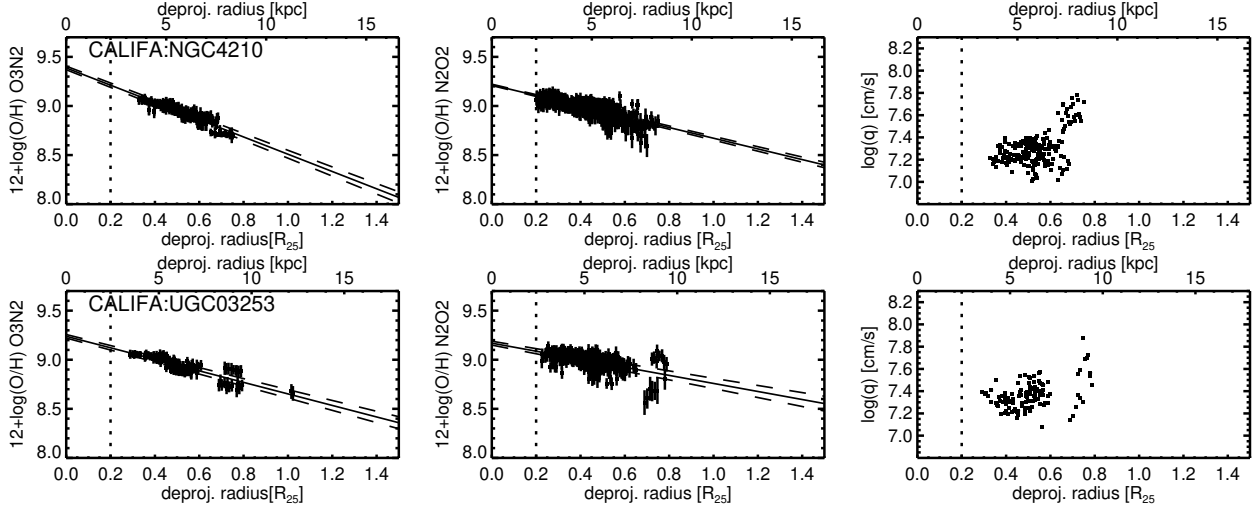 deproj. radius [kpc] deproj. radius [kpc] deproj. radius [kpc]
0 5 10 15 0 5 10 15 0 5 10 15
CALIFA:NGC4210
12+log(O/H) O3N2
9.5
9.0
8.5
8.0
0.0 0.2 0.4 0.6 0.8 1.0 1.2 1.4
deproj. radius[R25]
12+log(O/H) N2O2
9.5
9.0
8.5
8.0
0.0 0.2 0.4 0.6 0.8 1.0 1.2 1.4
deproj. radius[R25]
log(q) [cm/s]
8.2
8.0
7.8
7.6
7.4
7.2
7.0
0.0 0.2 0.4 0.6 0.8 1.0 1.2 1.4
deproj. radius [R25
deproj. radius [kpc] deproj. radius [kpc] deproj. radius [kpc]
0 5 10 15 0 5 10 15 0 5 10 15
CALIFA:UGC03253
12+log(O/H) O3N2
9.5
9.0
8.5
8.0
0.0 0.2 0.4 0.6 0.8 1.0 1.2 1.4
deproj. radius[R25]
12+log(O/H) N2O2
9.5
9.0
8.5
8.0
0.0 0.2 0.4 0.6 0.8 1.0 1.2 1.4
deproj. radius[R25]
log(q) [cm/s]
8.2
8.0
7.8
7.6
7.4
7.2
7.0
0.0 0.2 0.4 0.6 0.8 1.0 1.2 1.4
deproj. radius [R25